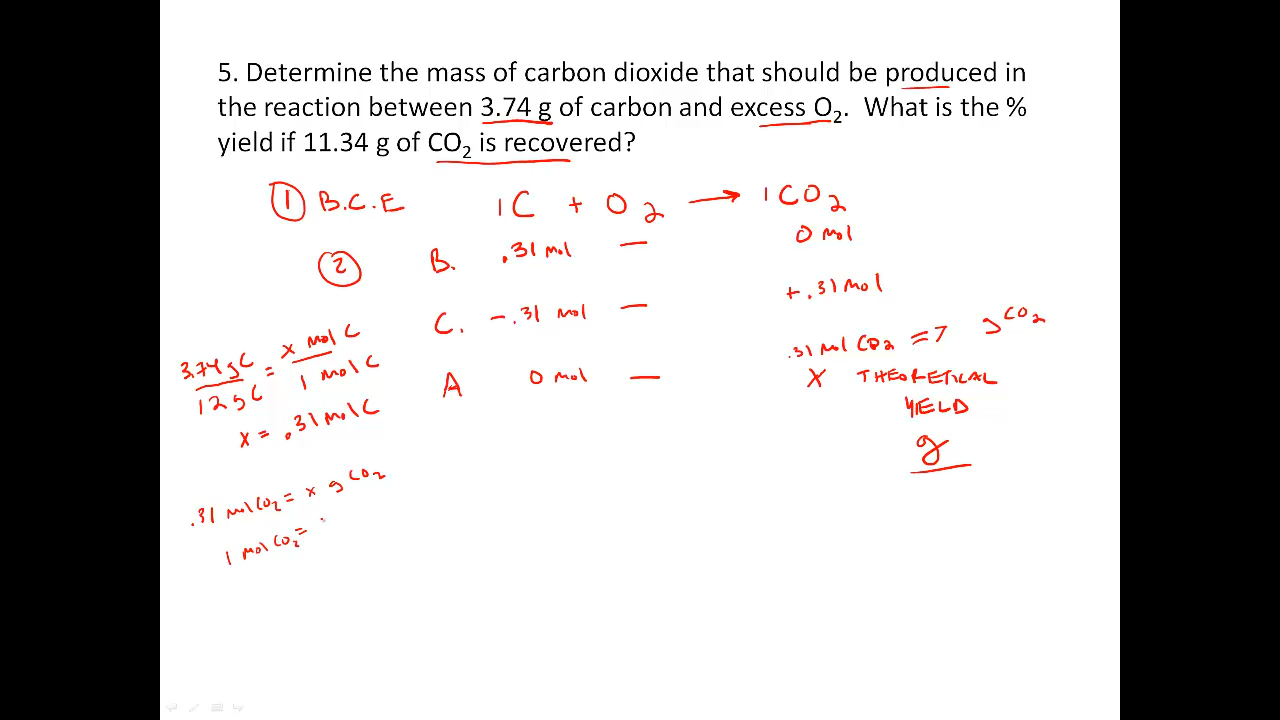 5. Determine the mass of carbon dioxide that should be produced in
the reaction between 3.74 g of carbon and excess O₂. What is the %
yield if 11.34 g of CO₂ is recovered?
① B.C.E 1C + O₂ → 1CO₂
② B. .31 mol — 0 mol
C. -.31 mol — +.31 mol
A 0 mol — .31 mol CO₂ => g CO₂
X THEORETICAL
YIELD
g
3.74 g C = x mol C
12 g C 1 mol C
x = .31 mol C
.31 mol CO₂ = x g CO₂
1 mol CO₂ =